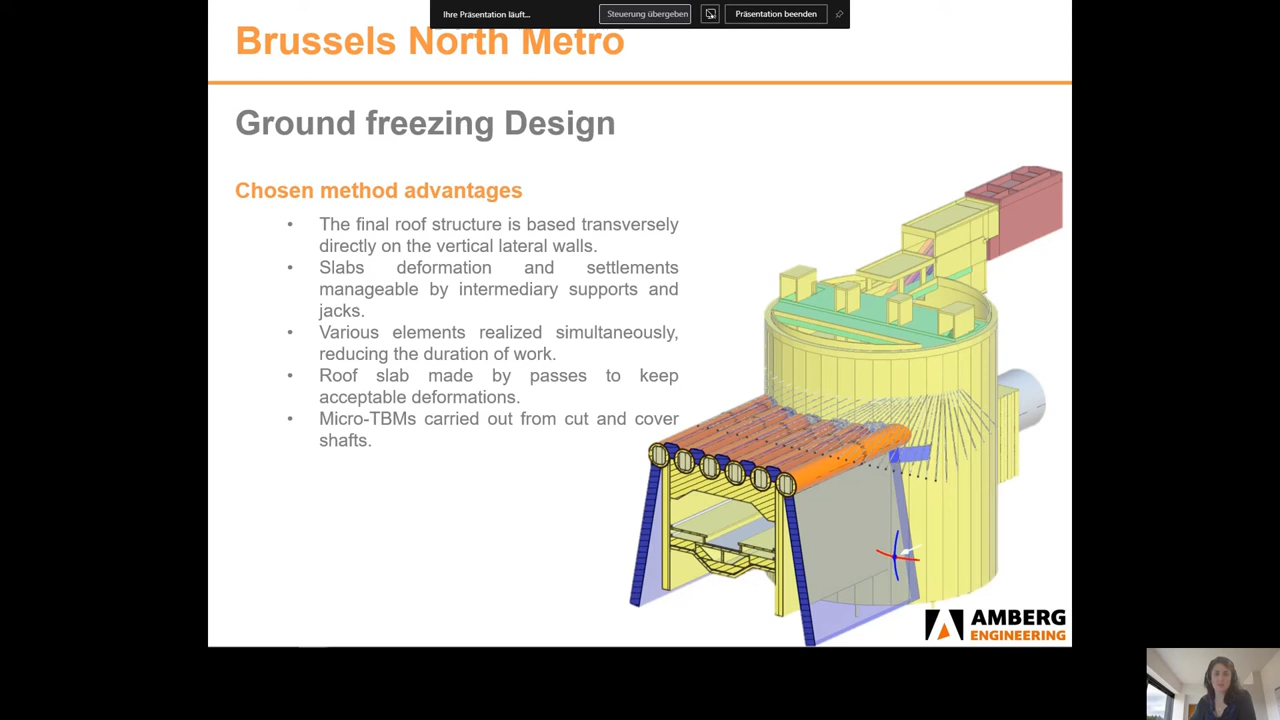 Ihre Präsentation läuft...
Steuerung übergeben
Präsentation beenden
Brussels North Metro
Ground freezing Design
Chosen method advantages
• The final roof structure is based transversely
directly on the vertical lateral walls.
• Slabs deformation and settlements
manageable by intermediary supports and
jacks.
• Various elements realized simultaneously,
reducing the duration of work.
• Roof slab made by passes to keep
acceptable deformations.
• Micro-TBMs carried out from cut and cover
shafts.
AMBERG
ENGINEERING